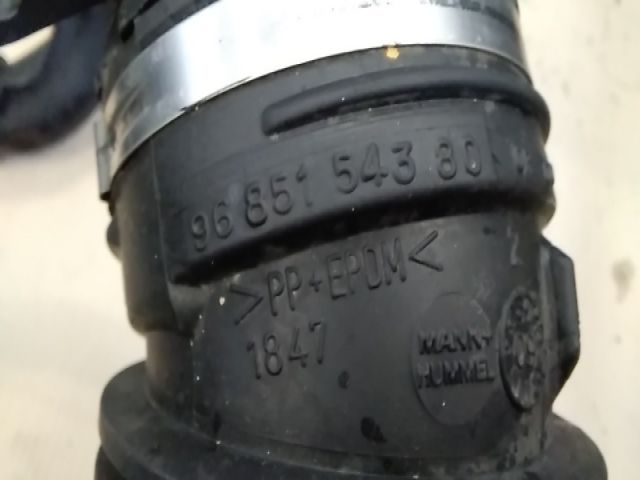 96 851 543 80
>PP+EPDM<
1847
MANN+
HUMMEL